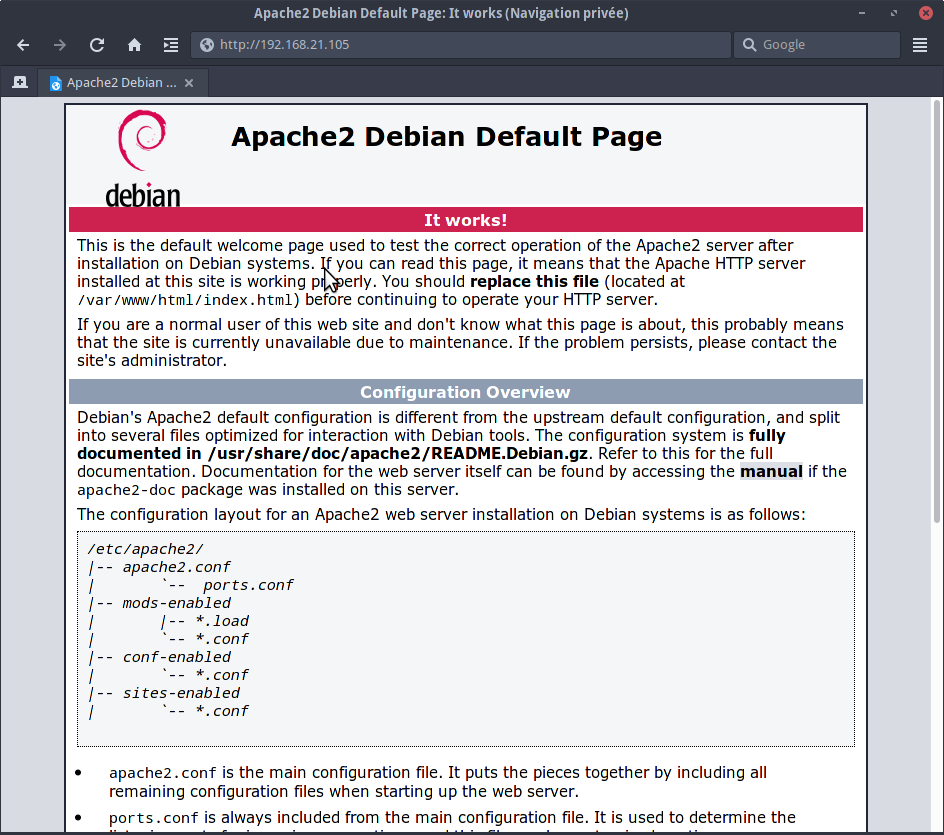 Apache2 Debian Default Page: It works (Navigation privée)
http://192.168.21.105
Google
Apache2 Debian ...
debian
Apache2 Debian Default Page
It works!
This is the default welcome page used to test the correct operation of the Apache2 server after
installation on Debian systems. If you can read this page, it means that the Apache HTTP server
installed at this site is working properly. You should replace this file (located at
/var/www/html/index.html) before continuing to operate your HTTP server.
If you are a normal user of this web site and don't know what this page is about, this probably means
that the site is currently unavailable due to maintenance. If the problem persists, please contact the
site's administrator.
Configuration Overview
Debian's Apache2 default configuration is different from the upstream default configuration, and split
into several files optimized for interaction with Debian tools. The configuration system is fully
documented in /usr/share/doc/apache2/README.Debian.gz. Refer to this for the full
documentation. Documentation for the web server itself can be found by accessing the manual if the
apache2-doc package was installed on this server.
The configuration layout for an Apache2 web server installation on Debian systems is as follows:
/etc/apache2/
|-- apache2.conf
|       `--  ports.conf
|-- mods-enabled
|       |-- *.load
|       `-- *.conf
|-- conf-enabled
|       `-- *.conf
|-- sites-enabled
|       `-- *.conf
• apache2.conf is the main configuration file. It puts the pieces together by including all
remaining configuration files when starting up the web server.
• ports.conf is always included from the main configuration file. It is used to determine the